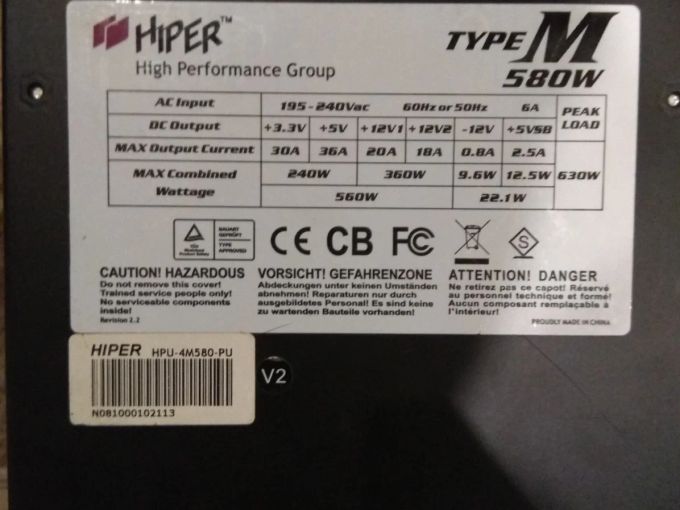 HIPER™
High Performance Group
TYPE M
580W
AC Input 195-240Vac 60Hz or 50Hz 6A PEAK LOAD
DC Output +3.3V +5V +12V1 +12V2 -12V +5VSB
MAX Output Current 30A 36A 20A 18A 0.8A 2.5A 630W
MAX Combined Wattage 240W 360W 9.6W 12.5W
560W 22.1W
BAUART
GEPRÜFT
TYPE
APPROVED
TÜV
CE CB FC
S
CAUTION! HAZARDOUS
Do not remove this cover!
Trained service people only!
No serviceable components
inside!
Revision 2.2
VORSICHT! GEFAHRENZONE
Abdeckungen unter keinen Umständen
abnehmen! Reparaturen nur durch
ausgebildetes Personal! Es sind keine
zu wartenden Bauteile vorhanden!
ATTENTION! DANGER
Ne retirez pas ce capot! Réservé
au personnel technique et formé!
Aucun composant remplaçable à
l'intérieur!
PROUDLY MADE IN CHINA
HIPER HPU-4M580-PU
N081000102113
V2